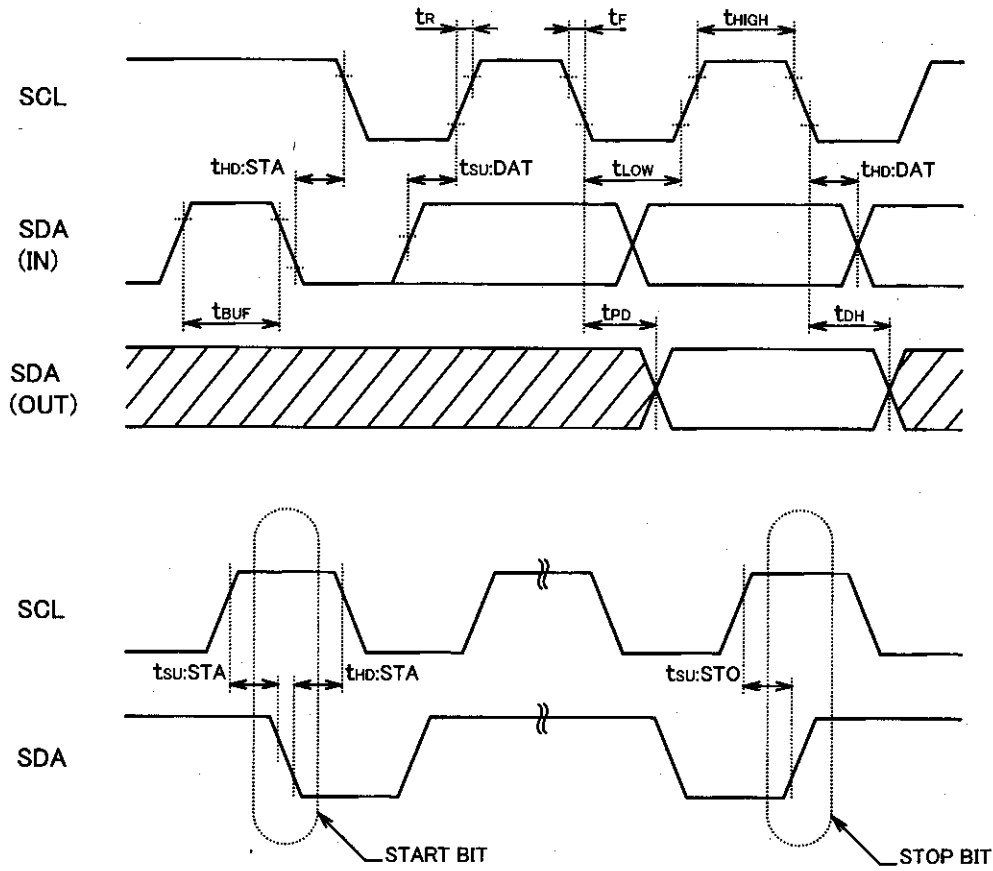 tR
tF
tHIGH
SCL
tHD:STA
tSU:DAT
tLOW
tHD:DAT
SDA
(IN)
tBUF
tPD
tDH
SDA
(OUT)
SCL
tSU:STA
tHD:STA
tSU:STO
SDA
START BIT
STOP BIT